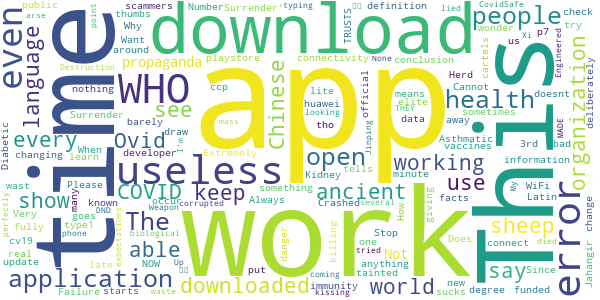 even thumbs Surrender definition download public us Number scammers check
Why arse Want around WHO TRUSTS lied point CovidSafe people try
language propaganda playstore connectivity typing None wonder p7 Engineered
nothing ccp app conclusion Herd cartels deliberately
Surrender Destruction barely see Chinese lite huawei means tho elite official data THEY away Cannot us doesnt health
every Ovid draw developer open Kidney working minute sometimes Asthmatic vaccines 3rd bad
Diabetic time changing learn When useless looking Xi Jinping tells facts This information organization
Please COVID keep something Crashed several ancient use WiFi Latin MADE
show many known The Always occur corrupted How giving error My
Very wast goes DND able Weapon biological Not Does sheep connect died Jahangir change
real fully cv19 type1 phone NOW put work one tried killing say Since
application late expectations Up danger anything tainted Stop coming world new degree funded
update Failure starts waste downloaded immunity kissing sucks
perfectly Extremely mass I'm